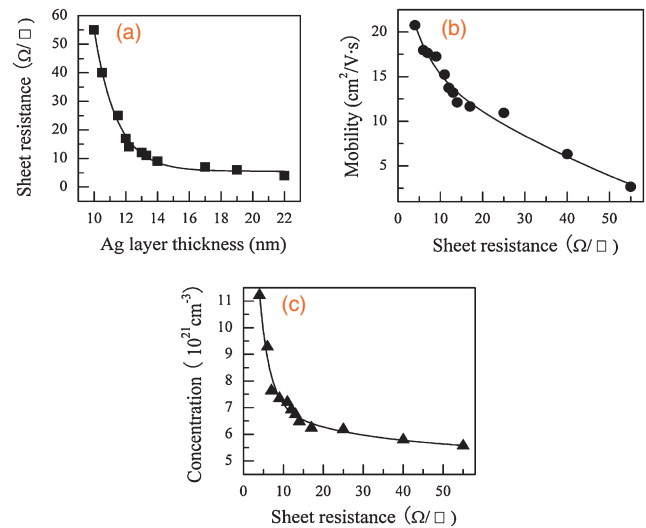 (a)
60
50
40
30
20
10
0
Sheet resistance (Ω/□)
10 12 14 16 18 20 22
Ag layer thickness (nm)
(b)
20
15
10
5
Mobility (cm²/V·s)
0 10 20 30 40 50
Sheet resistance (Ω/□)
(c)
11
10
9
8
7
6
5
Concentration (10²¹cm⁻³)
0 10 20 30 40 50
Sheet resistance (Ω/□)